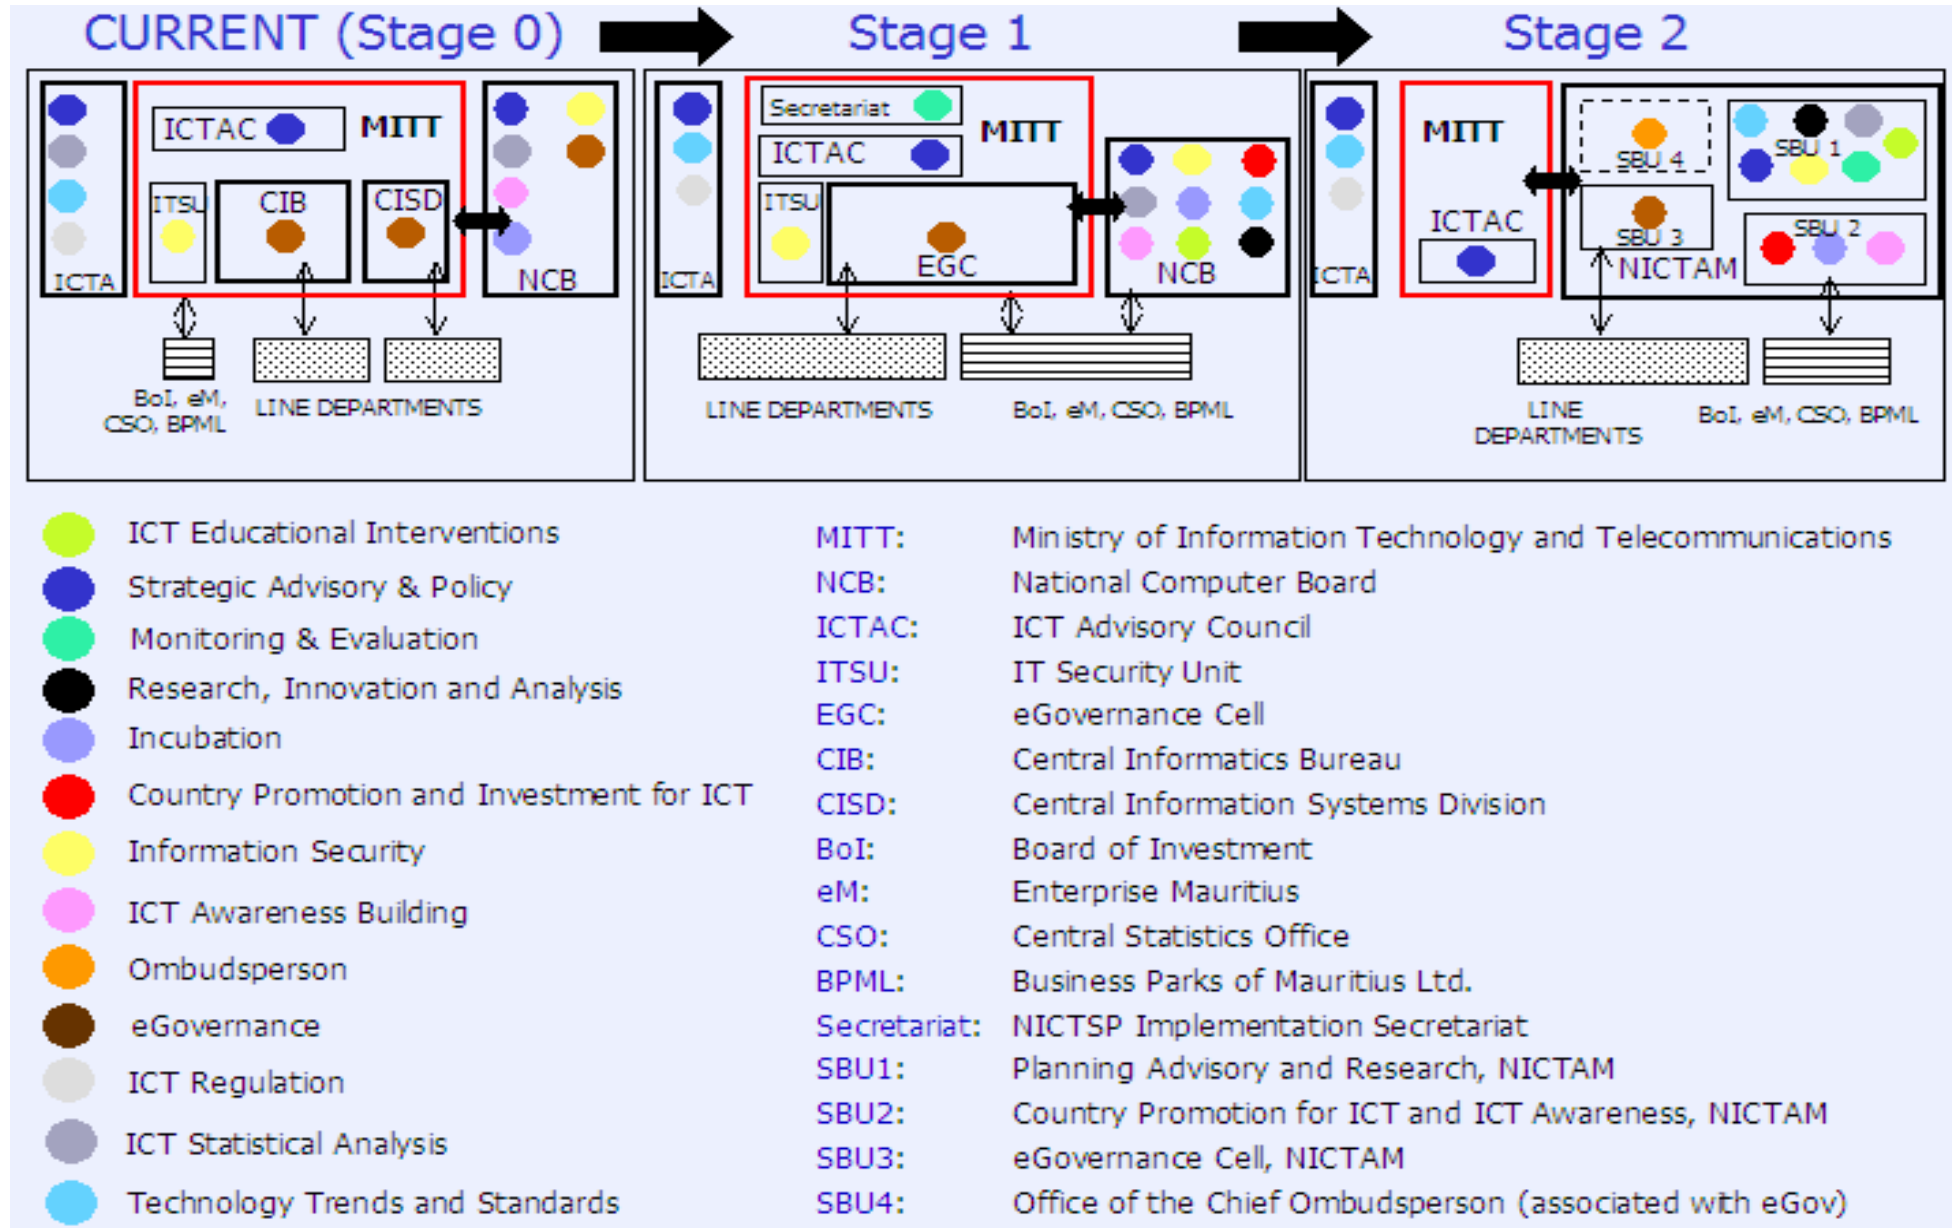 CURRENT (Stage 0)
Stage 1
Stage 2
ICTAC
MITT
ITSU
CIB
CISD
ICTA
NCB
BoI, eM,
CSO, BPML
LINE DEPARTMENTS
Secretariat
MITT
ICTAC
ITSU
EGC
ICTA
NCB
LINE DEPARTMENTS
BoI, eM, CSO, BPML
MITT
SBU 4
SBU 1
ICTAC
SBU 3
SBU 2
ICTA
NICTAM
LINE
DEPARTMENTS
BoI, eM, CSO, BPML
ICT Educational Interventions
Strategic Advisory & Policy
Monitoring & Evaluation
Research, Innovation and Analysis
Incubation
Country Promotion and Investment for ICT
Information Security
ICT Awareness Building
Ombudsperson
eGovernance
ICT Regulation
ICT Statistical Analysis
Technology Trends and Standards
MITT: Ministry of Information Technology and Telecommunications
NCB: National Computer Board
ICTAC: ICT Advisory Council
ITSU: IT Security Unit
EGC: eGovernance Cell
CIB: Central Informatics Bureau
CISD: Central Information Systems Division
BoI: Board of Investment
eM: Enterprise Mauritius
CSO: Central Statistics Office
BPML: Business Parks of Mauritius Ltd.
Secretariat: NICTSP Implementation Secretariat
SBU1: Planning Advisory and Research, NICTAM
SBU2: Country Promotion for ICT and ICT Awareness, NICTAM
SBU3: eGovernance Cell, NICTAM
SBU4: Office of the Chief Ombudsperson (associated with eGov)